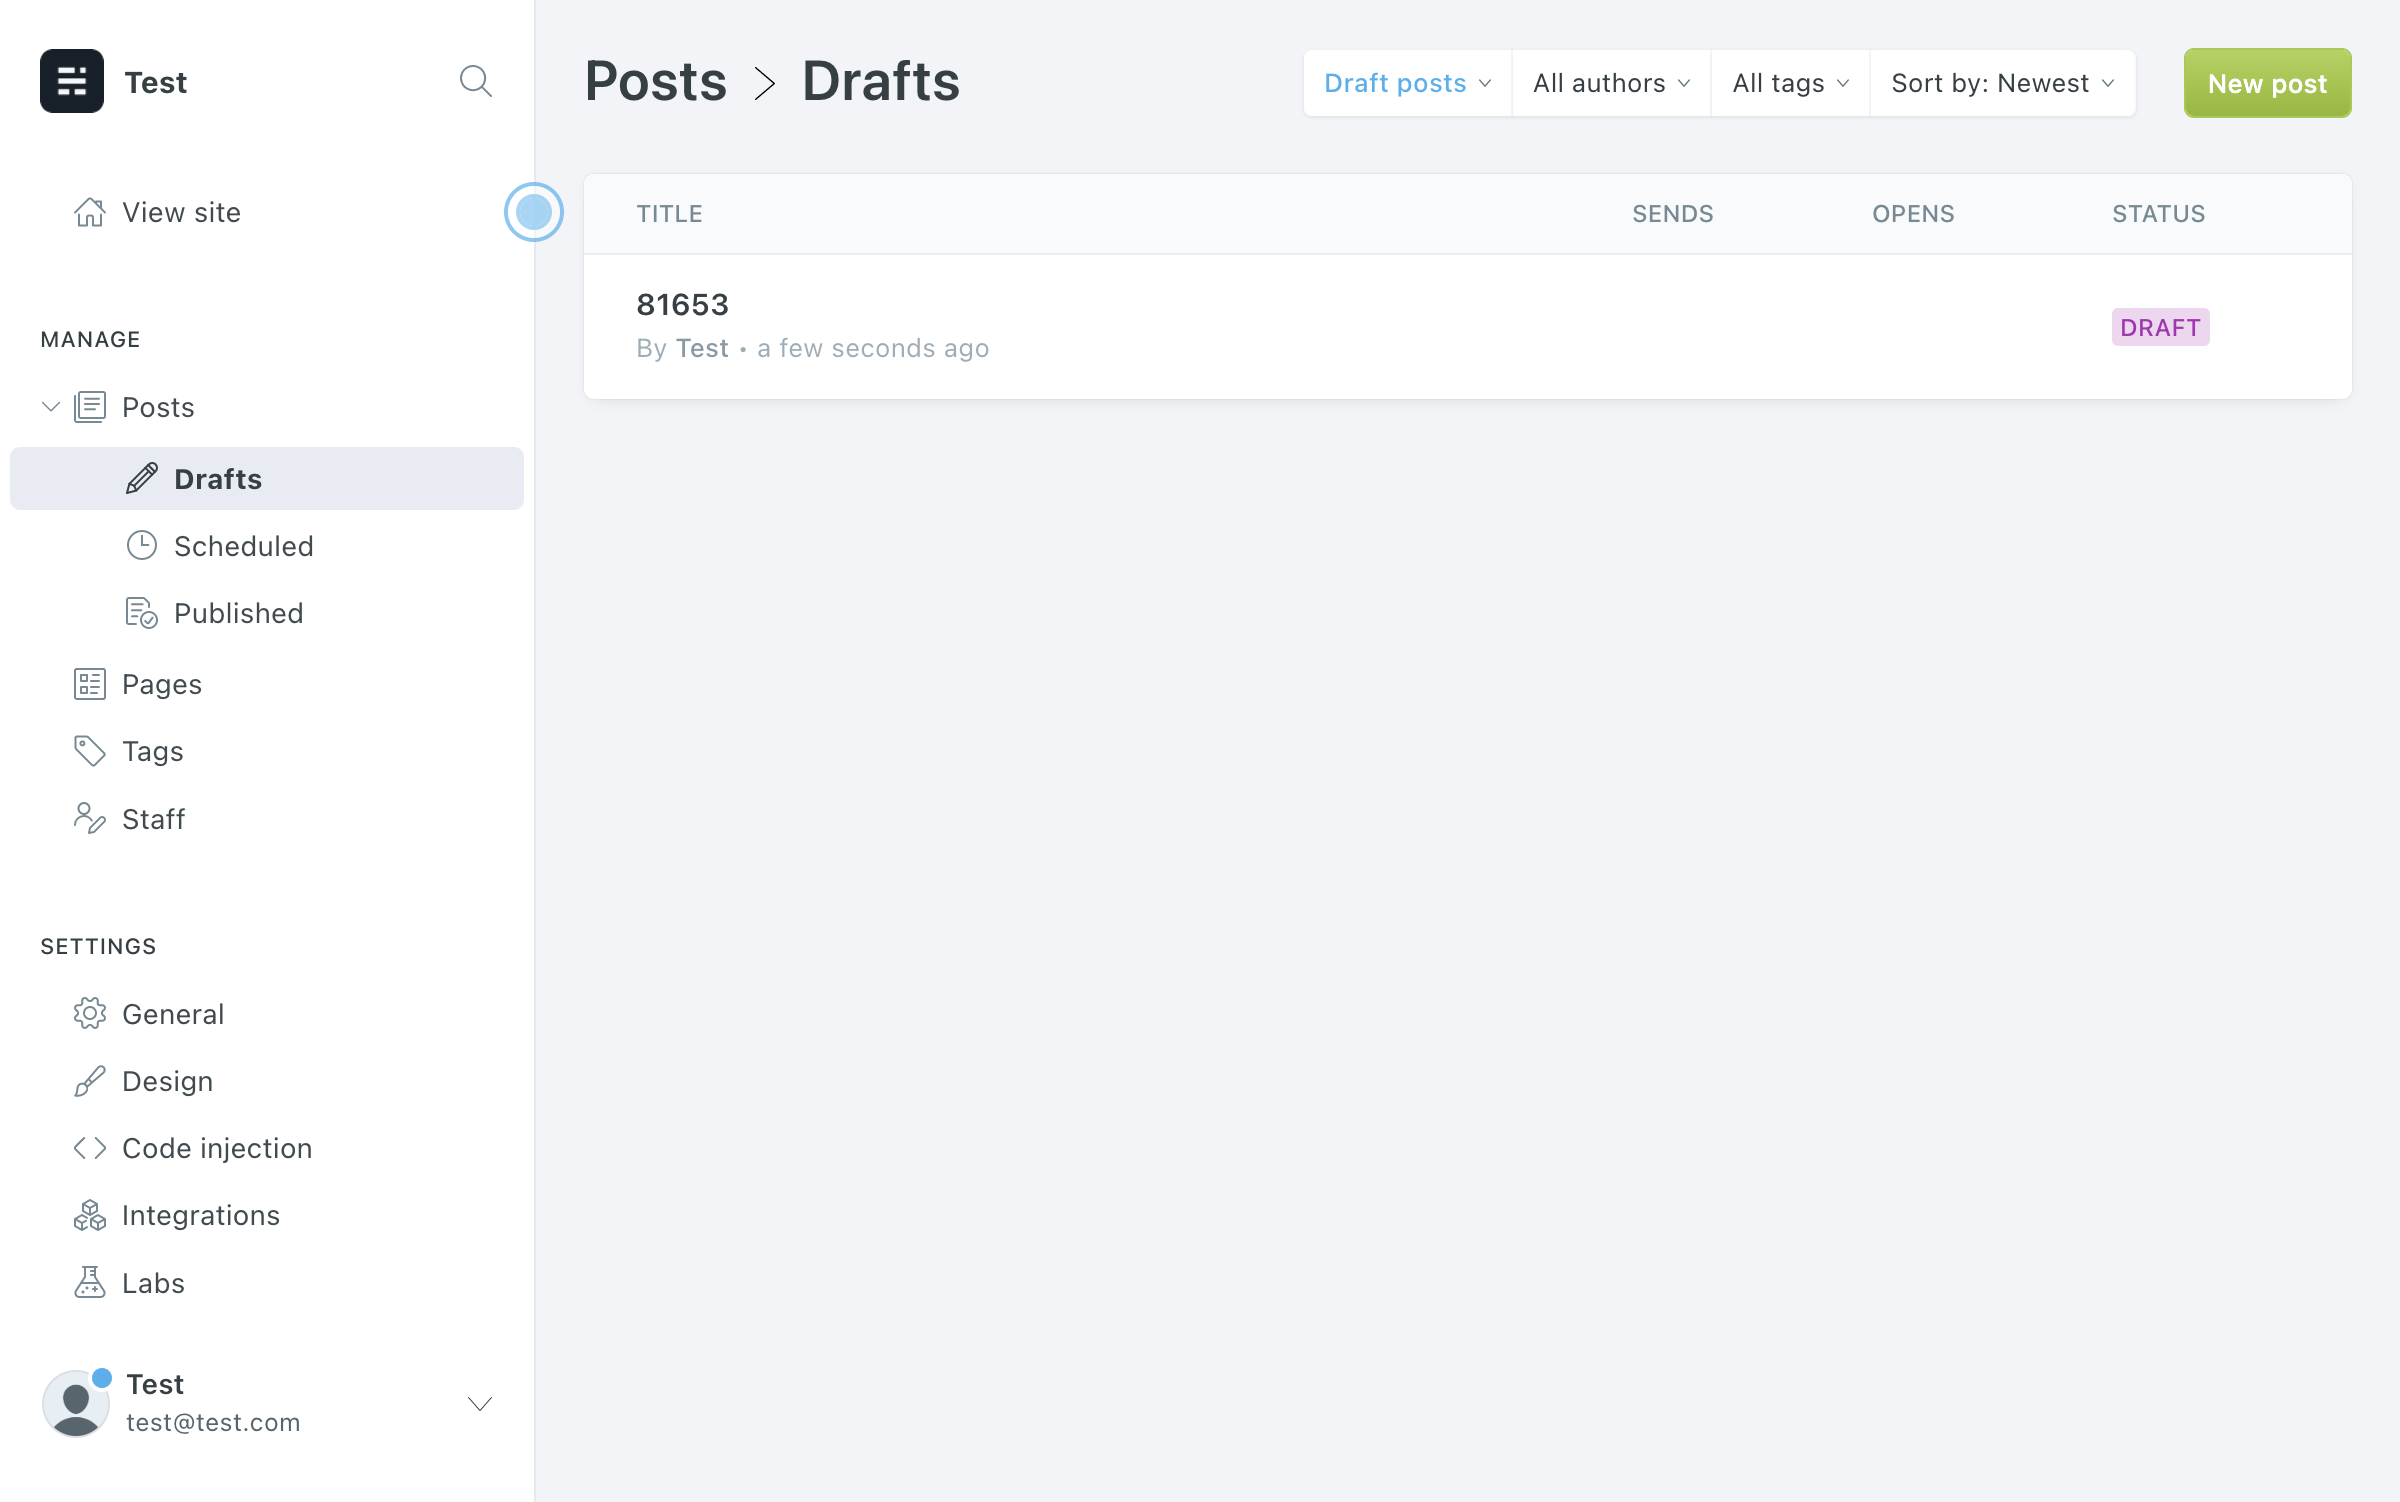 Test
View site
MANAGE
Posts
Drafts
Scheduled
Published
Pages
Tags
Staff
SETTINGS
General
Design
Code injection
Integrations
Labs
Test
test@test.com
Posts > Drafts
Draft posts
All authors
All tags
Sort by: Newest
New post
TITLE SENDS OPENS STATUS
81653
By Test • a few seconds ago
DRAFT